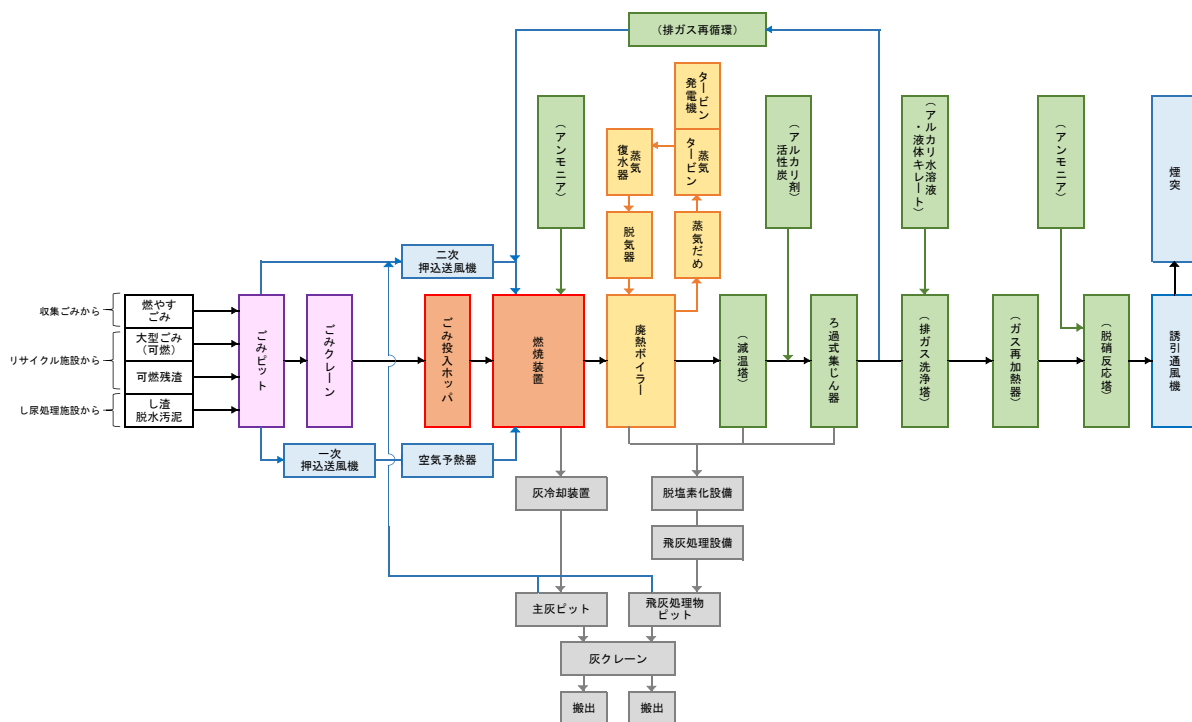 （排ガス再循環）
タービン
発電機
（アンモニア）
蒸気
復水器
蒸気
タービン
（アルカリ剤）
活性炭
（アルカリ水溶液
・液体キレート）
（アンモニア）
煙突
脱気器
蒸気だめ
二次
押込送風機
収集ごみから
燃やす
ごみ
リサイクル施設から
大型ごみ
（可燃）
可燃残渣
し尿処理施設から
し渣
脱水汚泥
ごみピット
ごみクレーン
ごみ投入ホッパ
燃焼装置
廃熱ボイラー
（減温塔）
ろ過式集じん器
（排ガス洗浄塔）
（ガス再加熱器）
（脱硝反応塔）
誘引通風機
一次
押込送風機
空気予熱器
灰冷却装置
脱塩素化設備
飛灰処理設備
主灰ピット
飛灰処理物
ピット
灰クレーン
搬出
搬出